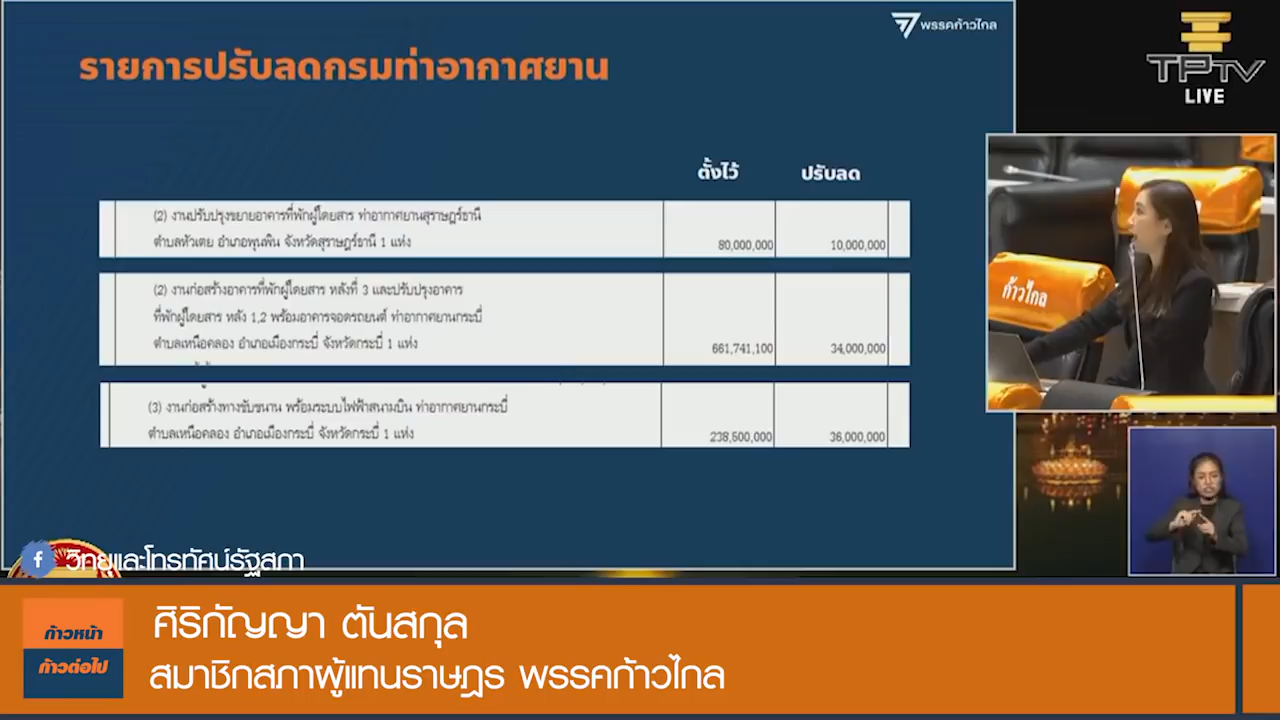 พรรคก้าวไกล
TPTV
LIVE
รายการปรับลดกรมท่าอากาศยาน
ตั้งไว้ ปรับลด
(2) งานปรับปรุงขยายอาคารที่พักผู้โดยสาร ท่าอากาศยานสุราษฎร์ธานี
ตำบลหัวเตย อำเภอพุนพิน จังหวัดสุราษฎร์ธานี 1 แห่ง 80,000,000 10,000,000
(2) งานก่อสร้างอาคารที่พักผู้โดยสาร หลังที่ 3 และปรับปรุงอาคาร
ที่พักผู้โดยสาร หลัง 1,2 พร้อมอาคารจอดรถยนต์ ท่าอากาศยานกระบี่
ตำบลเหนือคลอง อำเภอเมืองกระบี่ จังหวัดกระบี่ 1 แห่ง 661,741,100 34,000,000
(3) งานก่อสร้างทางขับขนาน พร้อมระบบไฟฟ้าสนามบิน ท่าอากาศยานกระบี่
ตำบลเหนือคลอง อำเภอเมืองกระบี่ จังหวัดกระบี่ 1 แห่ง 238,500,000 36,000,000
ก้าวไกล
f วิทยุและโทรทัศน์รัฐสภา
ก้าวหน้า
ก้าวต่อไป
ศิริกัญญา ตันสกุล
สมาชิกสภาผู้แทนราษฎร พรรคก้าวไกล